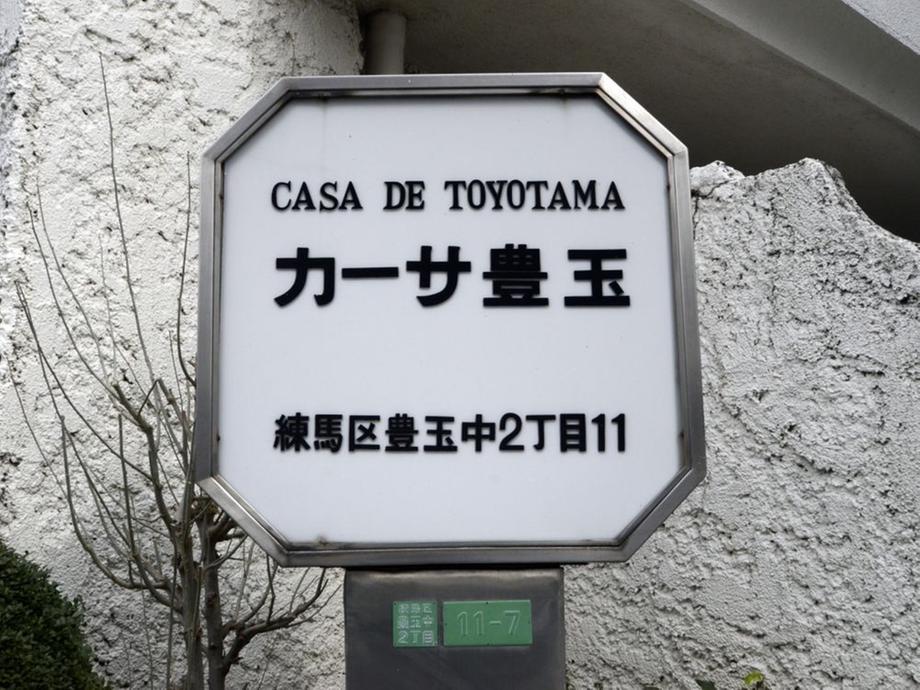 CASA DE TOYOTAMA
カーサ豊玉
練馬区豊玉中2丁目11
練馬区
豊玉中
2丁目
11-7